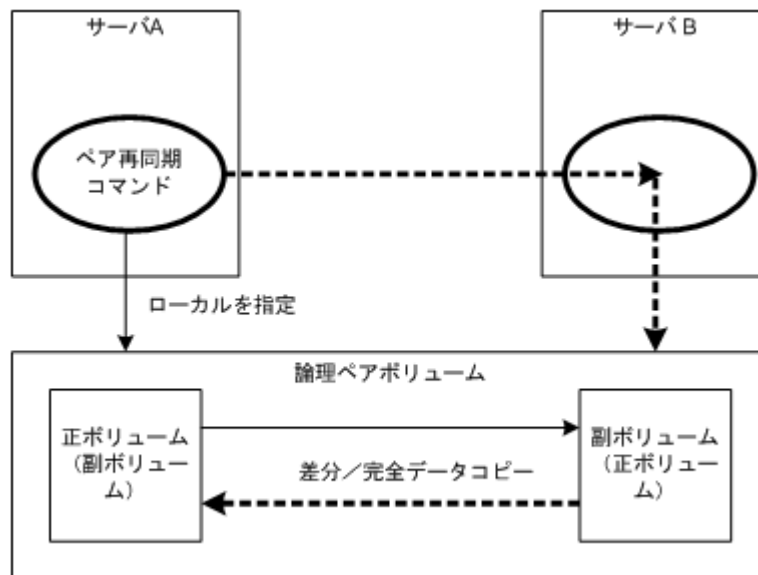 サーバA
サーバB
ペア再同期
コマンド
ローカルを指定
論理ペアボリューム
正ボリューム
(副ボリュー
ム)
差分/完全データコピー
副ボリューム
(正ボリュー
ム)